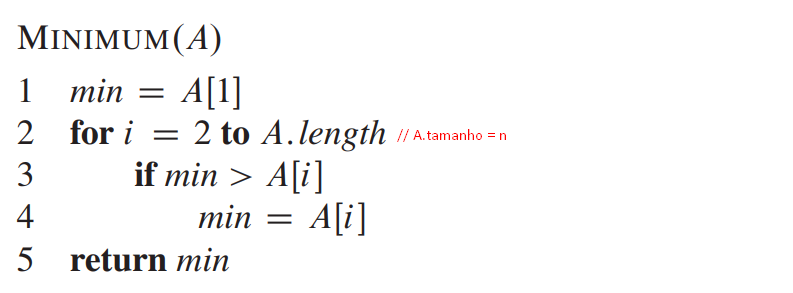 MINIMUM(A)
1 min = A[1]
2 for i = 2 to A.length // A.tamanho = n
3 if min > A[i]
4 min = A[i]
5 return min